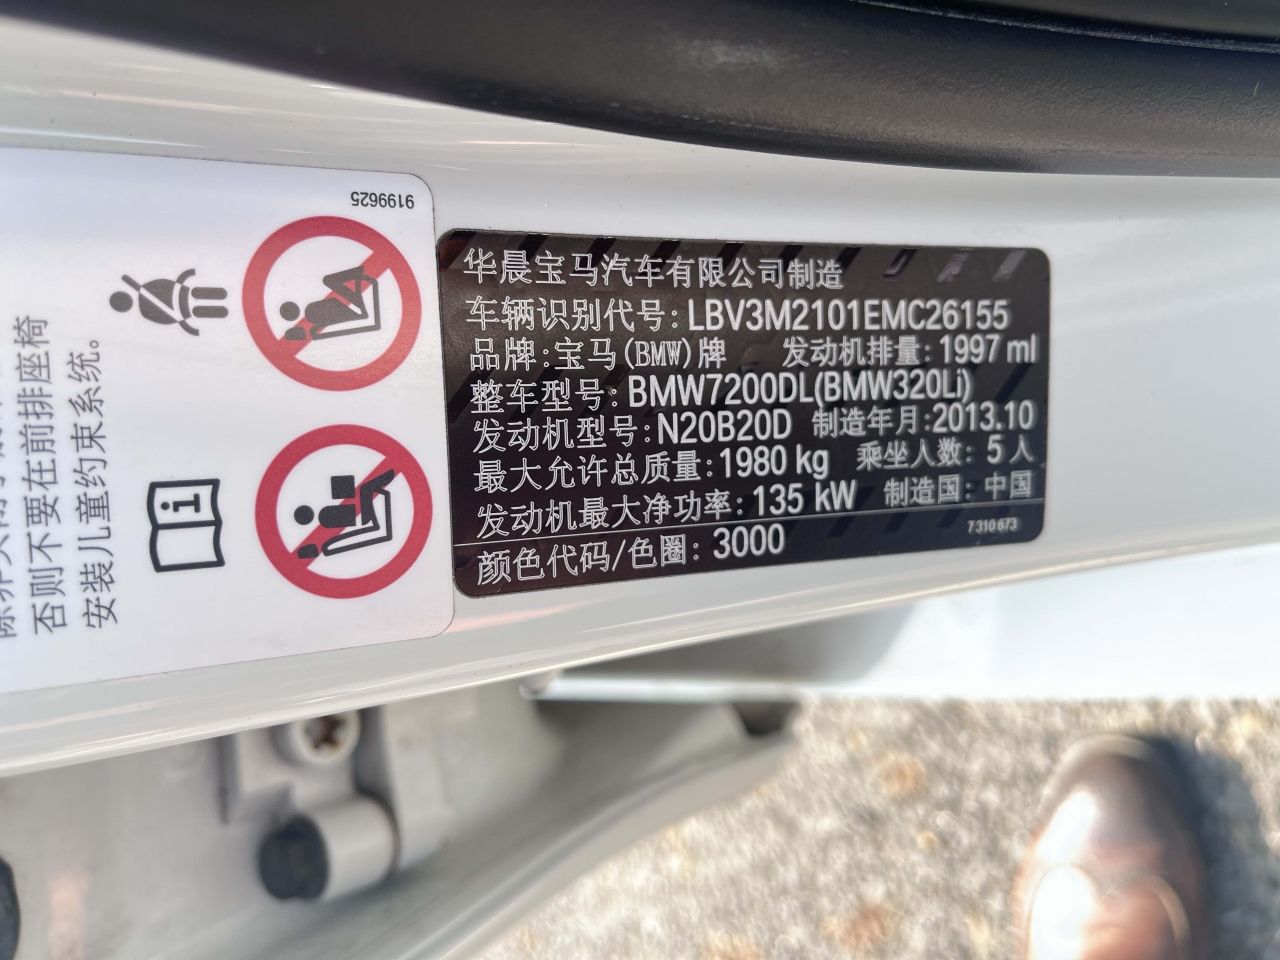 华晨宝马汽车有限公司制造
车辆识别代号: LBV3M2101EMC26155
品牌: 宝马(BMW)牌 发动机排量: 1997 ml
整车型号: BMW7200DL(BMW320Li)
发动机型号: N20B20D 制造年月: 2013.10
最大允许总质量: 1980 kg 乘坐人数: 5 人
发动机最大净功率: 135 kW 制造国: 中国
颜色代码/色圈: 3000
7 310 673
9199625
否则不要在前排座椅
安装儿童约束系统。